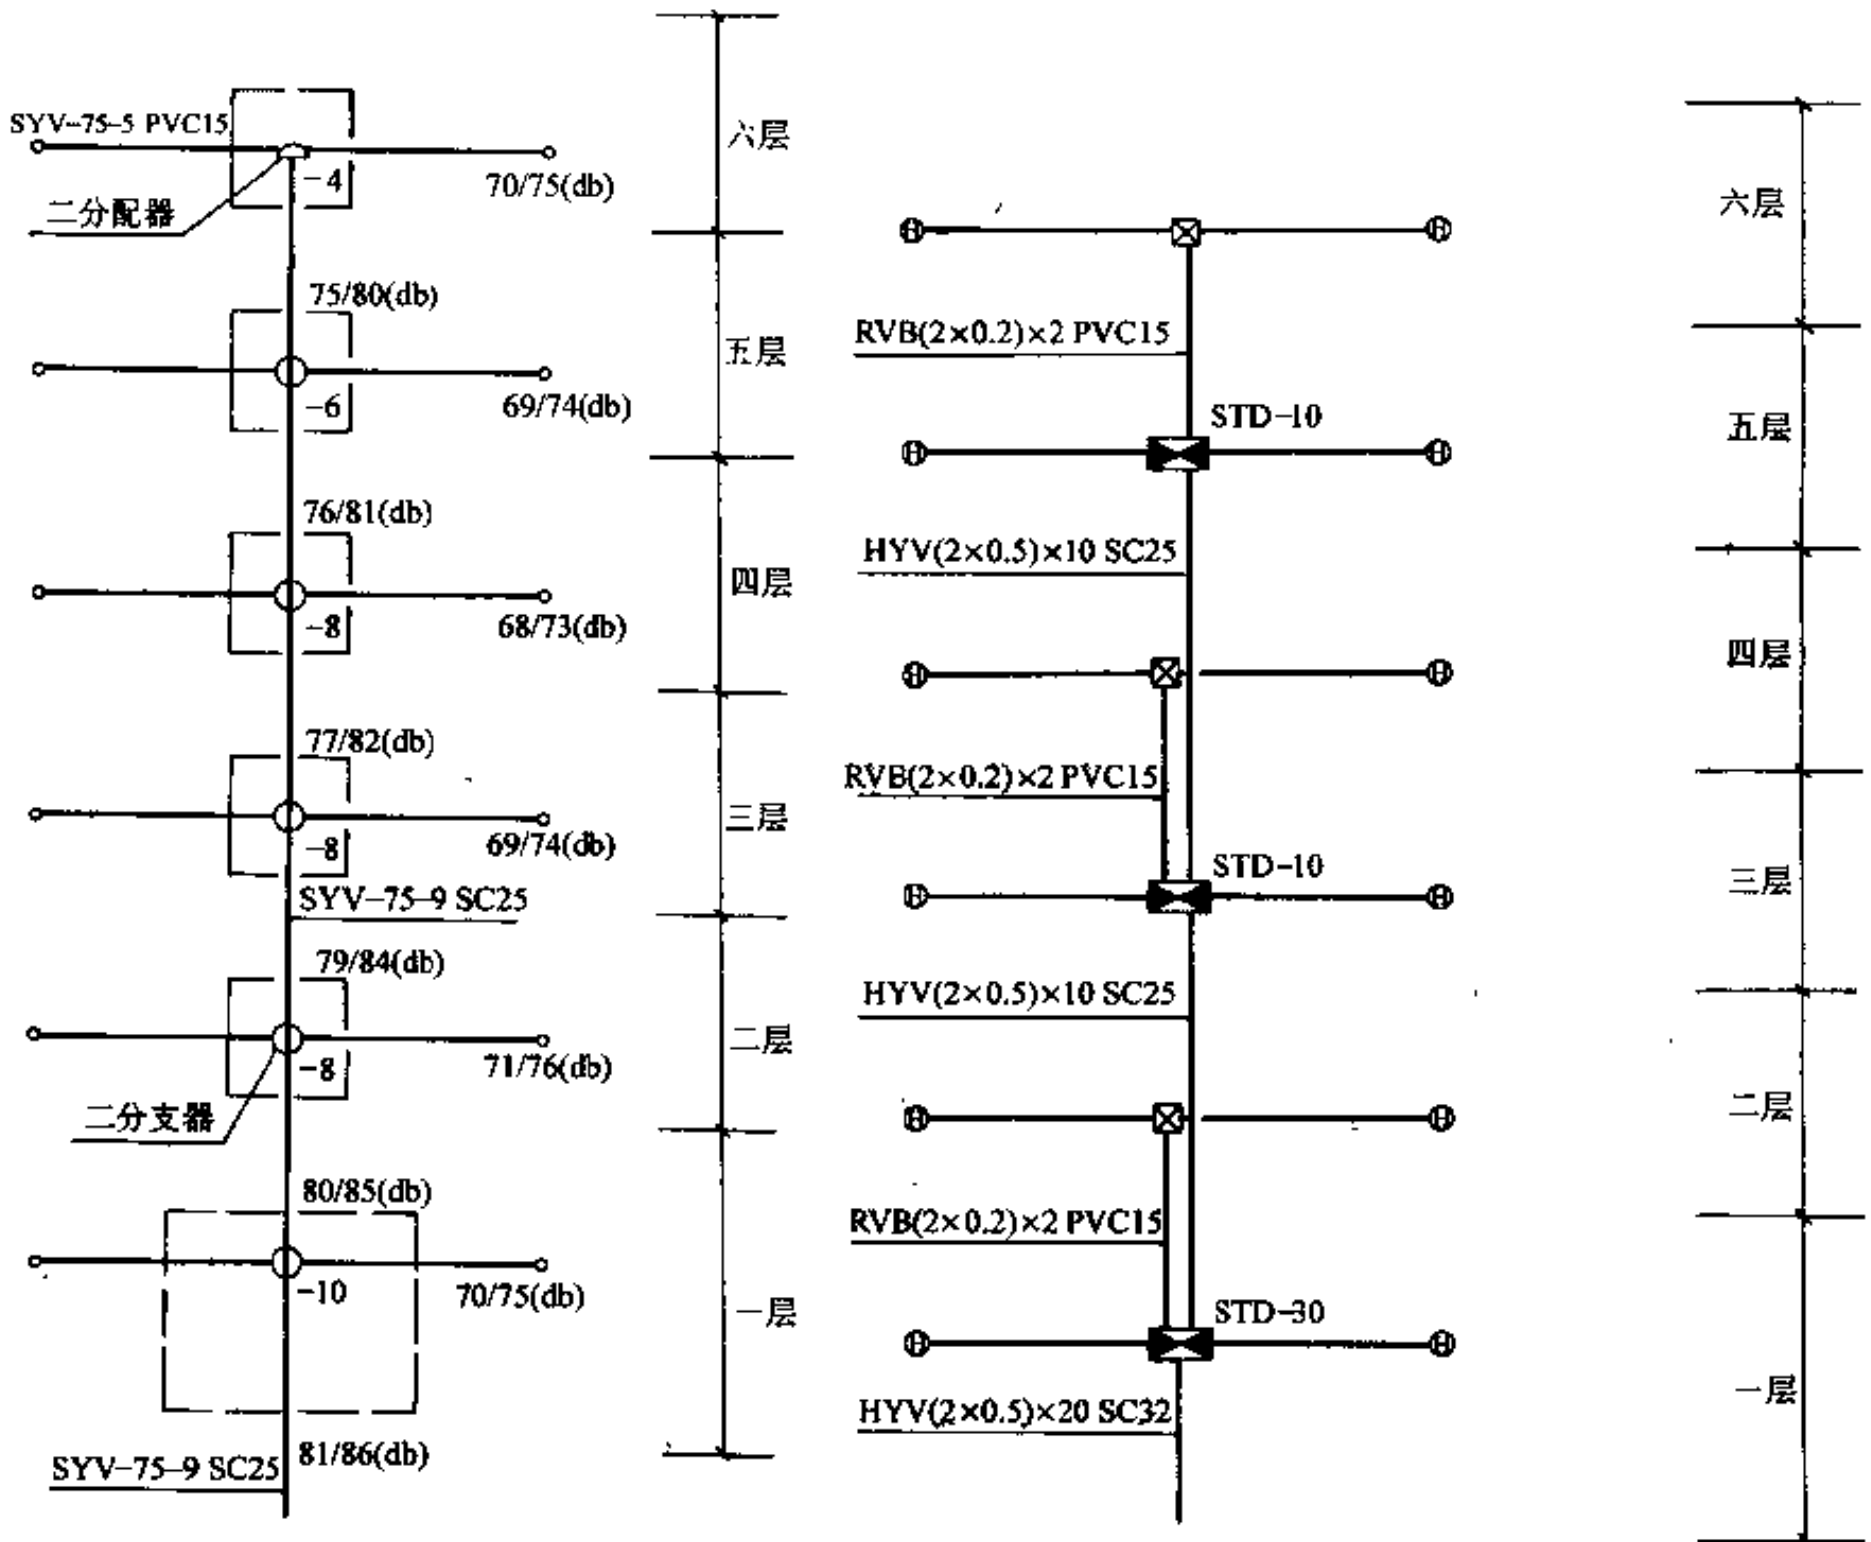 SYV-75-5 PVC15
-4
70/75(db)
二分配器
六层
75/80(db)
-6
69/74(db)
五层
76/81(db)
-8
68/73(db)
四层
77/82(db)
-8
69/74(db)
三层
SYV-75-9 SC25
79/84(db)
-8
71/76(db)
二层
二分支器
80/85(db)
-10
70/75(db)
一层
81/86(db)
SYV-75-9 SC25
六层
RVB(2×0.2)×2 PVC15
STD-10
五层
HYV(2×0.5)×10 SC25
四层
RVB(2×0.2)×2 PVC15
STD-10
三层
HYV(2×0.5)×10 SC25
二层
RVB(2×0.2)×2 PVC15
STD-30
一层
HYV(2×0.5)×20 SC32
H
H
H
H
H
H
H
H
H
H
H
H